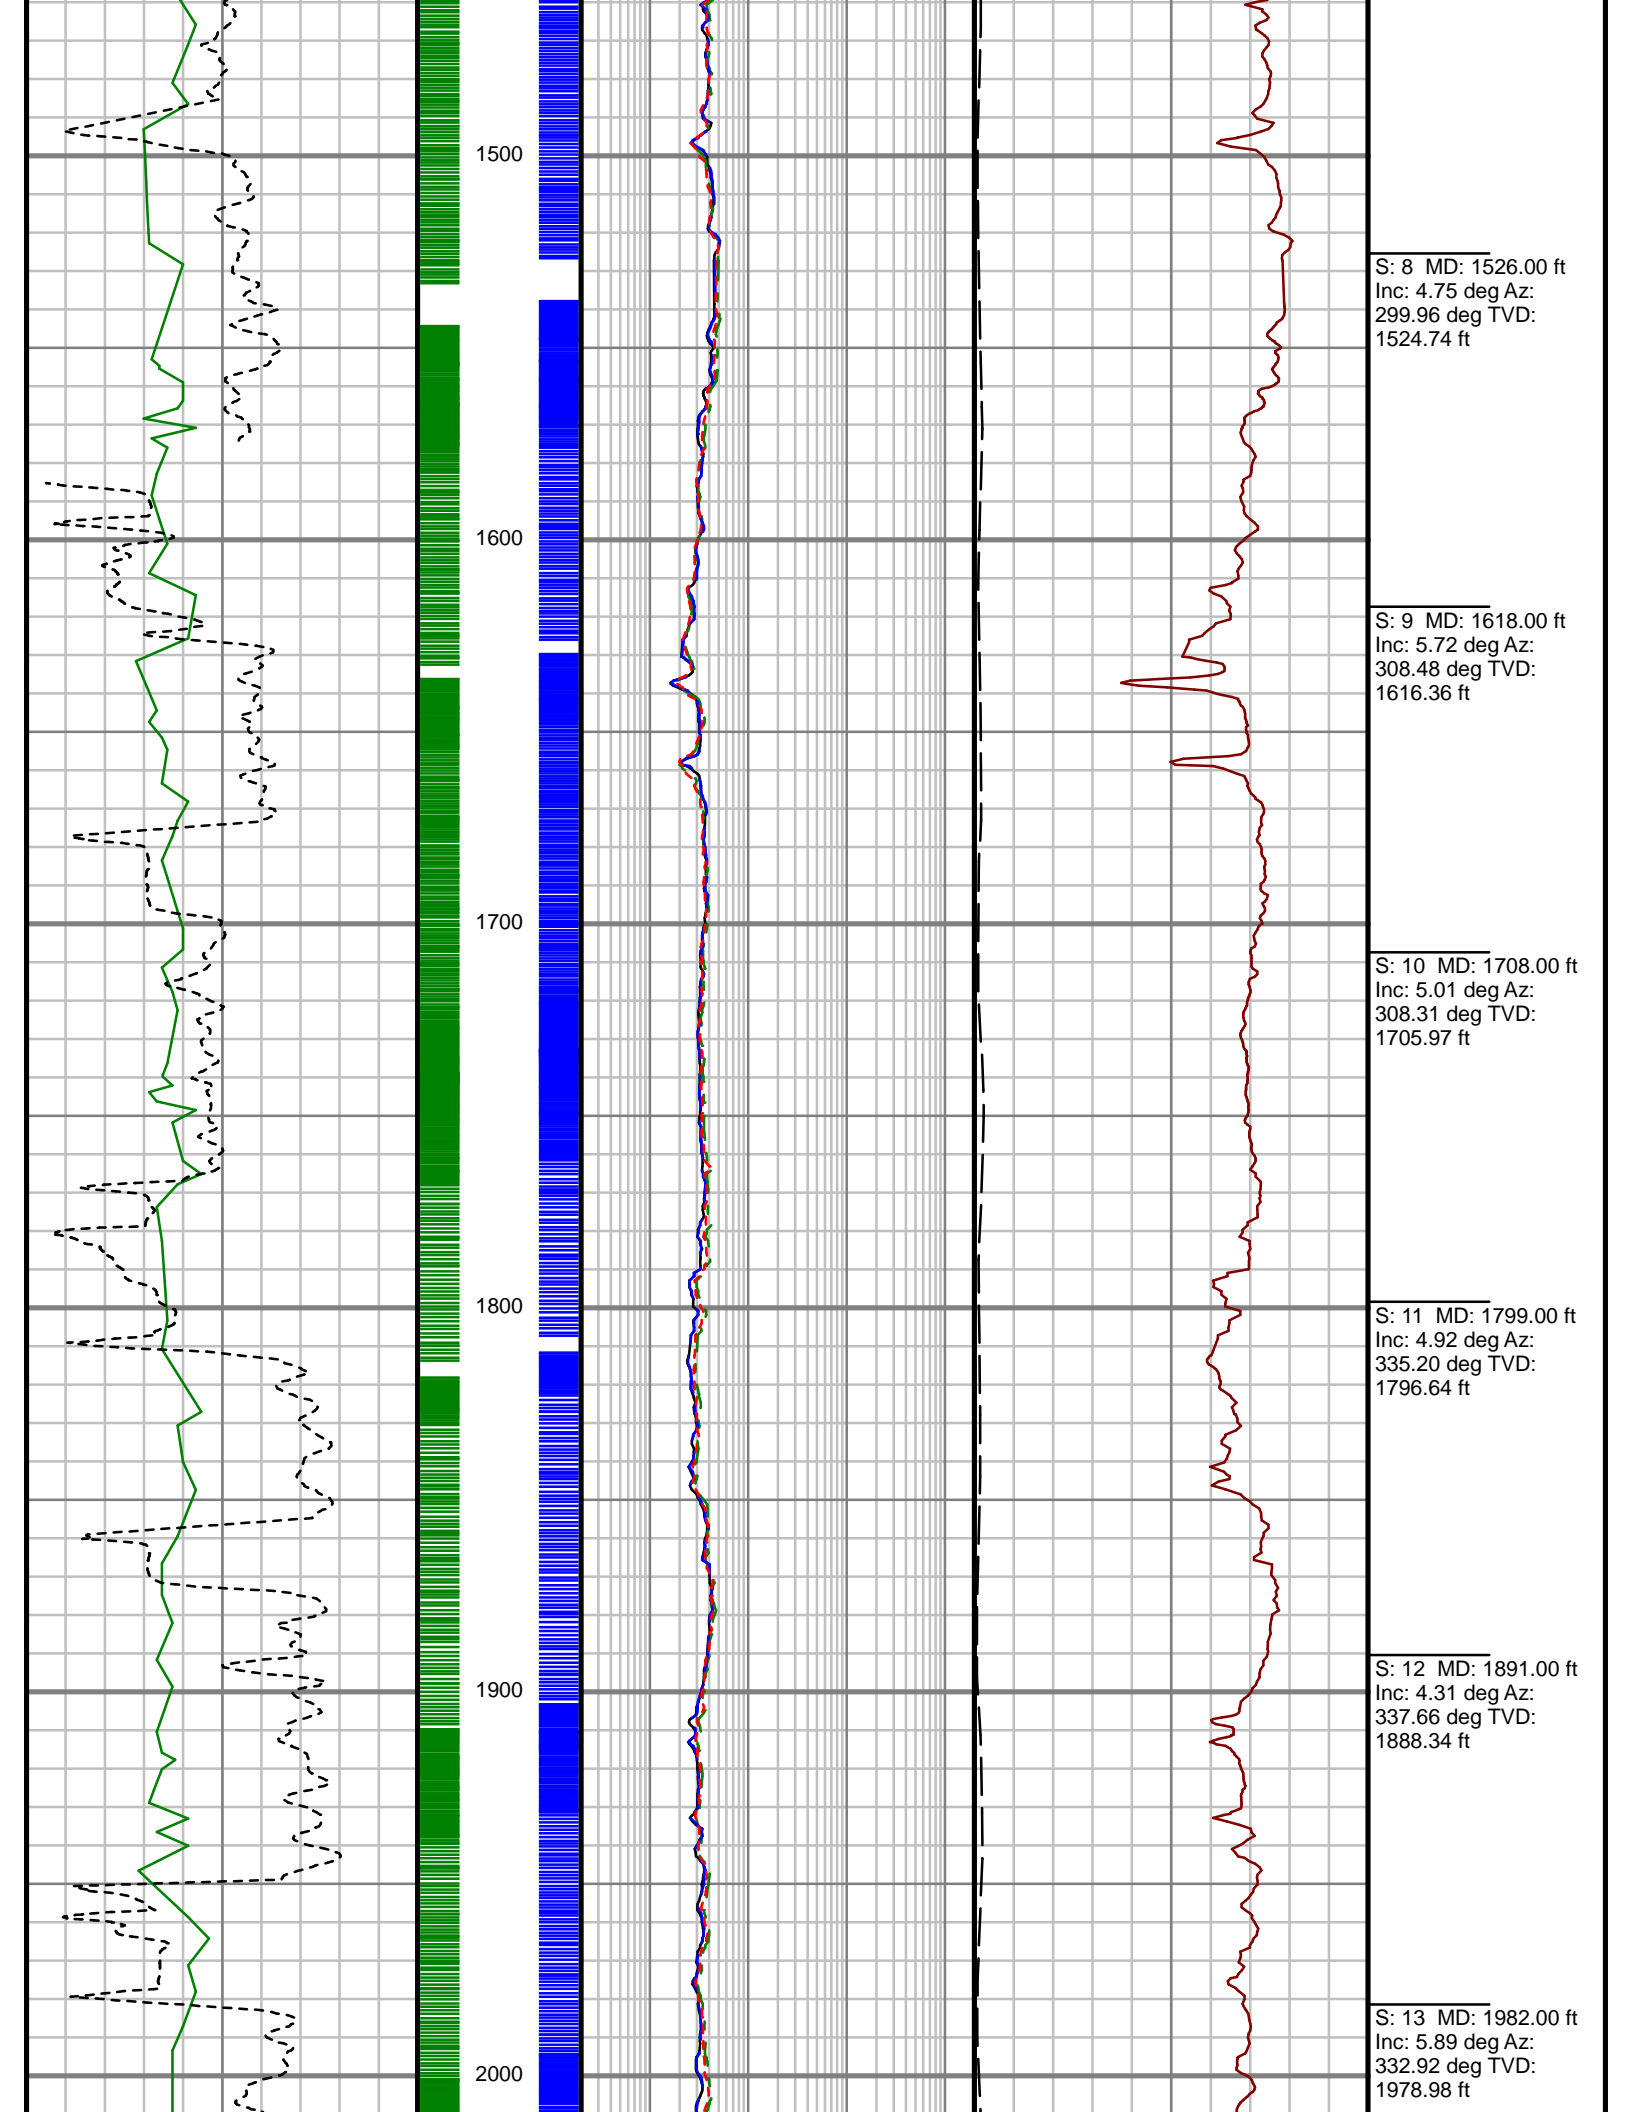 1500
S: 8 MD: 1526.00 ft
Inc: 4.75 deg Az:
299.96 deg TVD:
1524.74 ft
1600
S: 9 MD: 1618.00 ft
Inc: 5.72 deg Az:
308.48 deg TVD:
1616.36 ft
1700
S: 10 MD: 1708.00 ft
Inc: 5.01 deg Az:
308.31 deg TVD:
1705.97 ft
1800
S: 11 MD: 1799.00 ft
Inc: 4.92 deg Az:
335.20 deg TVD:
1796.64 ft
1900
S: 12 MD: 1891.00 ft
Inc: 4.31 deg Az:
337.66 deg TVD:
1888.34 ft
2000
S: 13 MD: 1982.00 ft
Inc: 5.89 deg Az:
332.92 deg TVD:
1978.98 ft